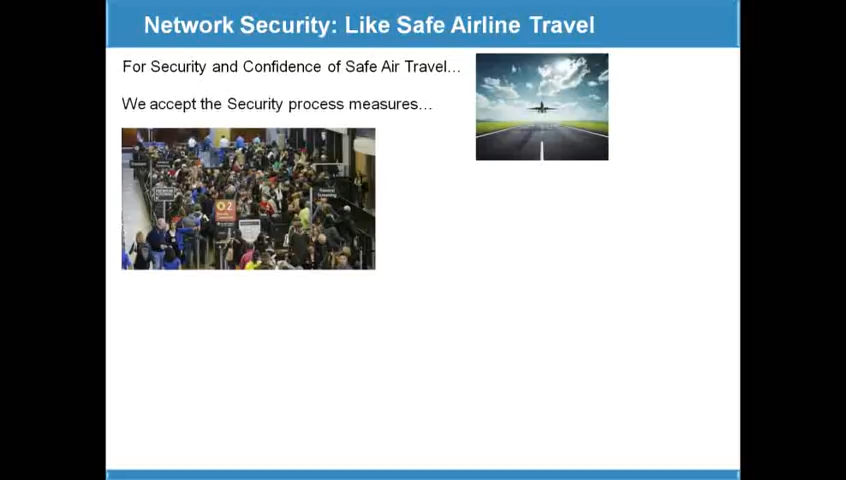 Network Security: Like Safe Airline Travel
For Security and Confidence of Safe Air Travel…
We accept the Security process measures…
2